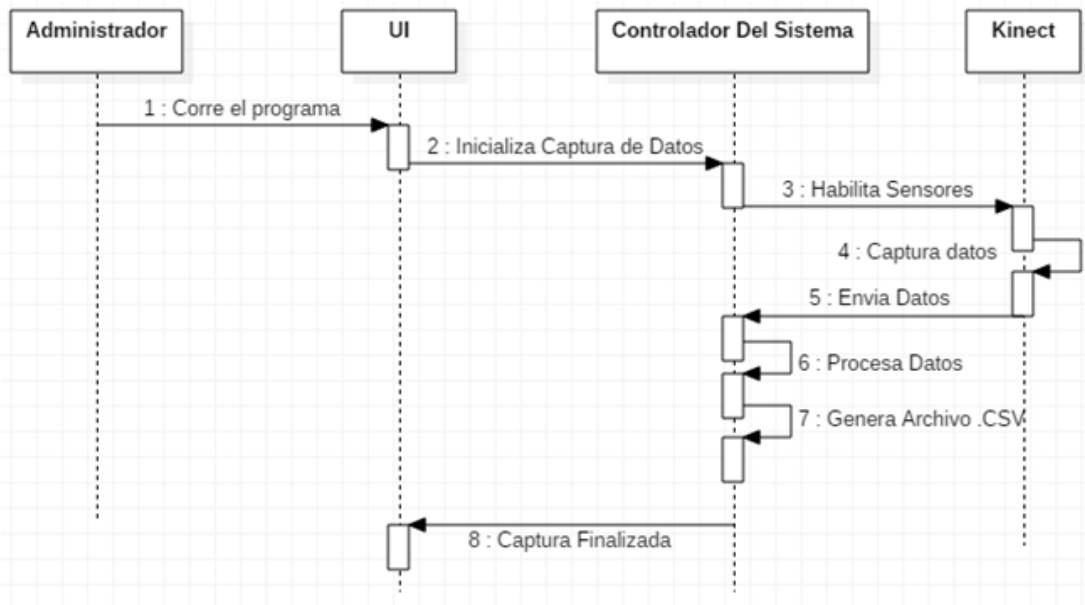 Administrador
UI
Controlador Del Sistema
Kinect
1 : Corre el programa
2 : Inicializa Captura de Datos
3 : Habilita Sensores
4 : Captura datos
5 : Envia Datos
6 : Procesa Datos
7 : Genera Archivo .CSV
8 : Captura Finalizada